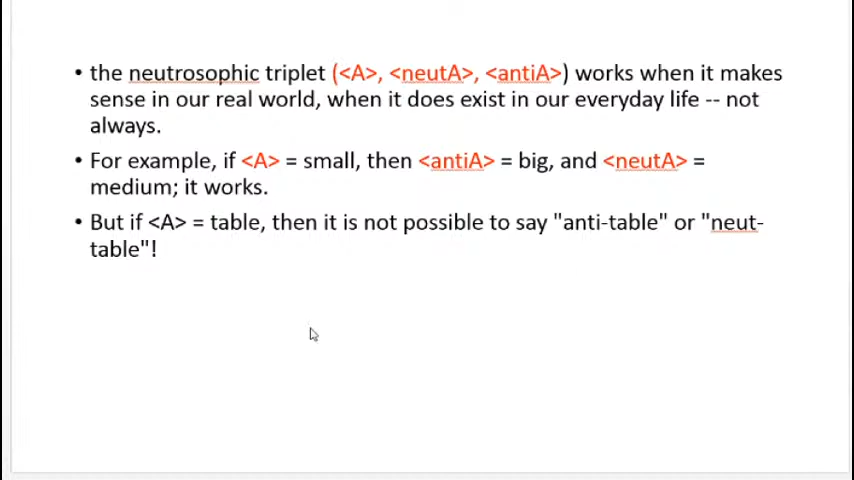 • the neutrosophic triplet (<A>, <neutA>, <antiA>) works when it makes
sense in our real world, when it does exist in our everyday life -- not
always.
• For example, if <A> = small, then <antiA> = big, and <neutA> =
medium; it works.
• But if <A> = table, then it is not possible to say "anti-table" or "neut-
table"!